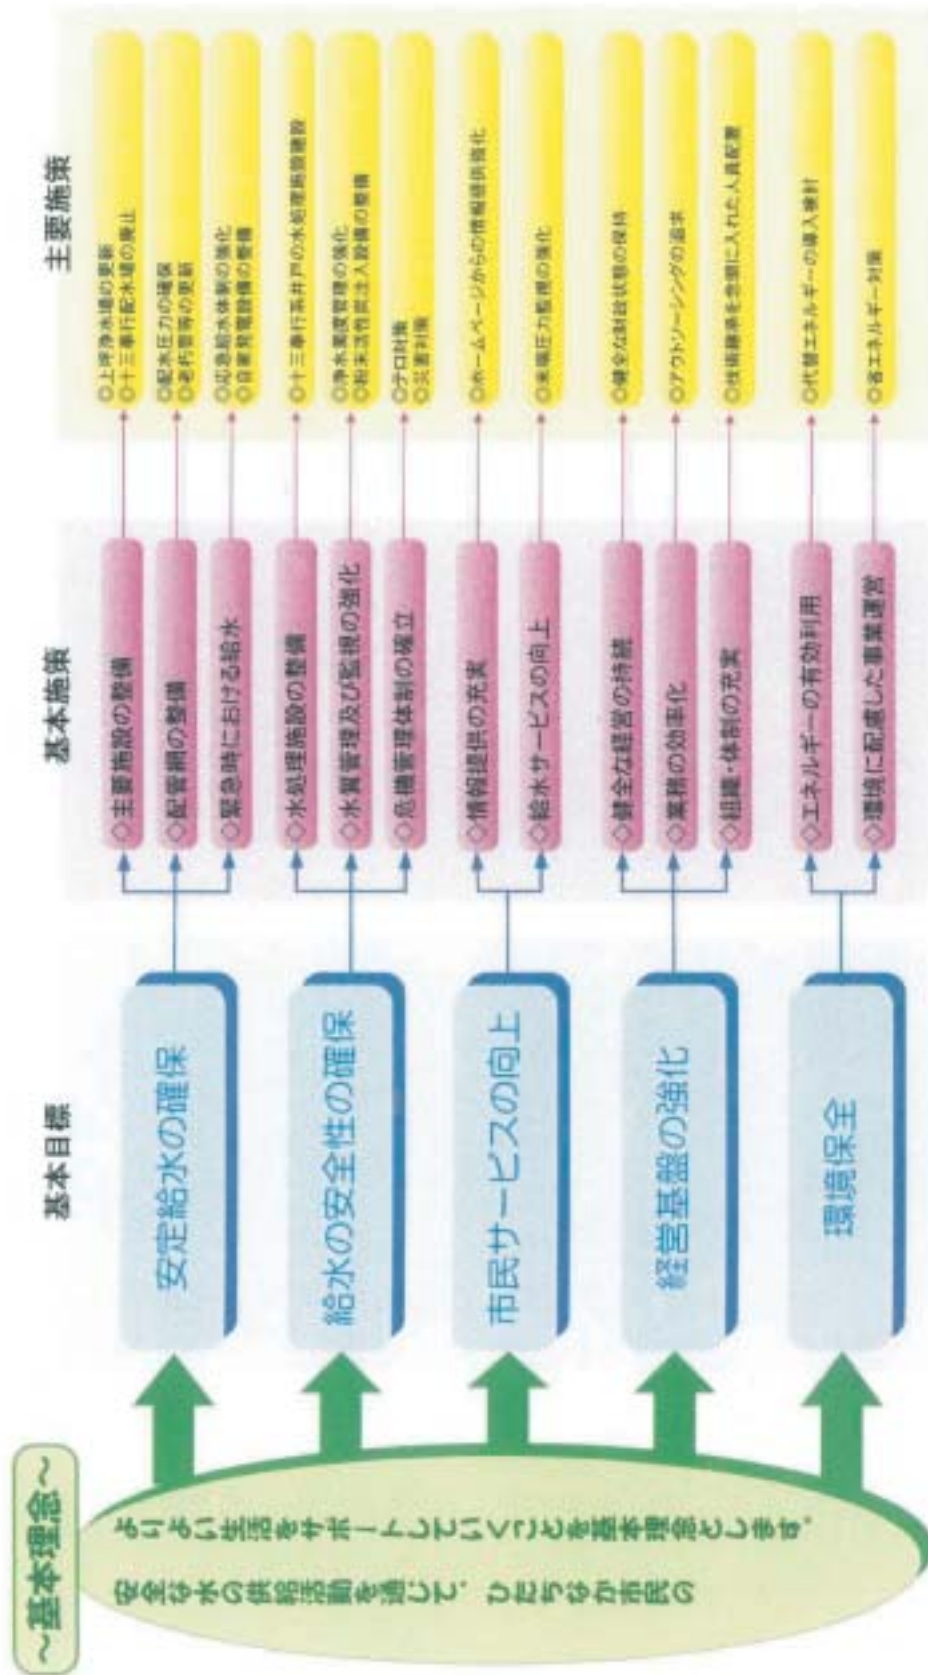 ～基本理念～
安全な水の供給活動を通じて、ひたちなか市民の
よりよい生活をサポートしていくことを基本理念とします。
基本目標
安定給水の確保
給水の安全性の確保
市民サービスの向上
経営基盤の強化
環境保全
基本施策
◇主要施設の整備
◇配管網の整備
◇緊急時における給水
◇水処理施設の整備
◇水質管理及び監視の強化
◇危機管理体制の確立
◇情報提供の充実
◇給水サービスの向上
◇健全な経営の持続
◇業務の効率化
◇組織・体制の充実
◇エネルギーの有効利用
◇環境に配慮した事業運営
主要施策
○上坪浄水場の更新
○十三奉行配水場の廃止
○配水圧力の確保
○老朽管等の更新
○応急給水体制の強化
○自家発電設備の整備
○十三奉行系井戸の水処理施設建設
○浄水濁度管理の強化
○粉末活性炭注入設備の整備
○テロ対策
○災害対策
○ホームページからの情報提供強化
○末端圧力監視の強化
○健全な財政状態の保持
○アウトソーシングの追求
○技術継承を念頭に入れた人員配置
○代替エネルギーの導入検討
○省エネルギー対策